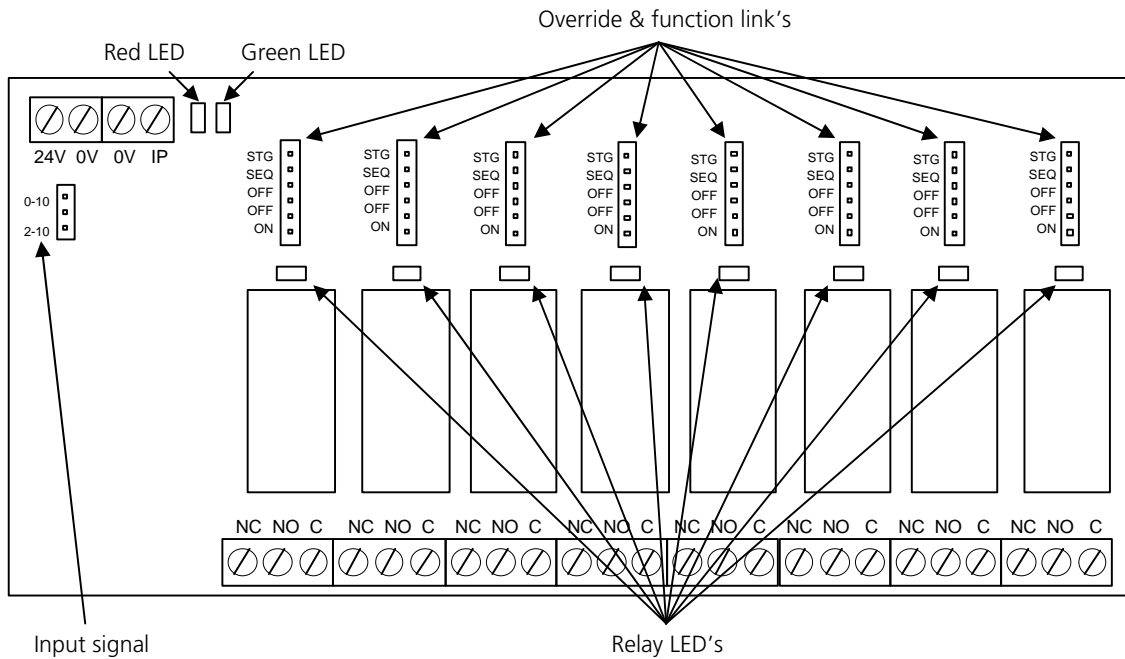 Override & function link's
Red LED
Green LED
24V 0V 0V IP
0-10
2-10
STG
SEQ
OFF
OFF
ON
STG
SEQ
OFF
OFF
ON
STG
SEQ
OFF
OFF
ON
STG
SEQ
OFF
OFF
ON
STG
SEQ
OFF
OFF
ON
STG
SEQ
OFF
OFF
ON
STG
SEQ
OFF
OFF
ON
STG
SEQ
OFF
OFF
ON
NC NO C NC NO C NC NO C NC NO C NC NO C NC NO C NC NO C NC NO C
Input signal
Relay LED's